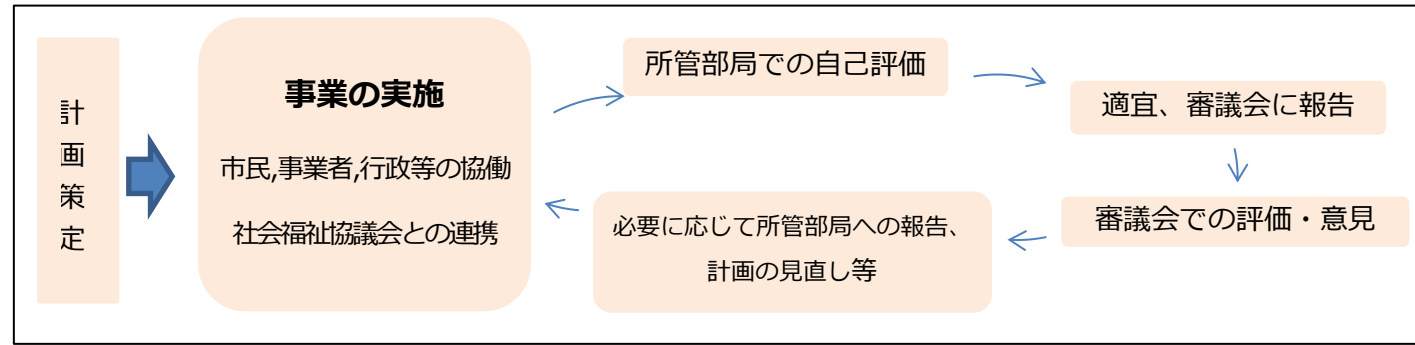 計画策定
事業の実施
市民,事業者,行政等の協働
社会福祉協議会との連携
所管部局での自己評価
適宜、審議会に報告
審議会での評価・意見
必要に応じて所管部局への報告、
計画の見直し等